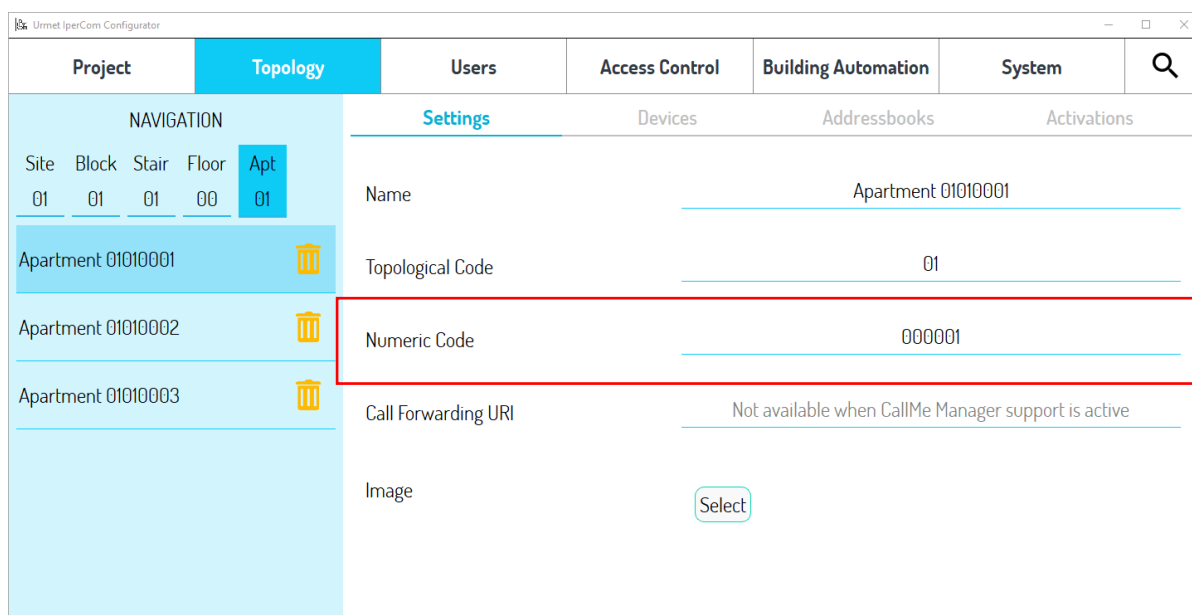 Urmet IperCom Configurator
Project Topology Users Access Control Building Automation System
NAVIGATION
Settings Devices Addressbooks Activations
Site Block Stair Floor Apt
01 01 01 00 01
Name Apartment 01010001
Apartment 01010001
Topological Code 01
Apartment 01010002
Numeric Code 000001
Apartment 01010003
Call Forwarding URI Not available when CallMe Manager support is active
Image
Select